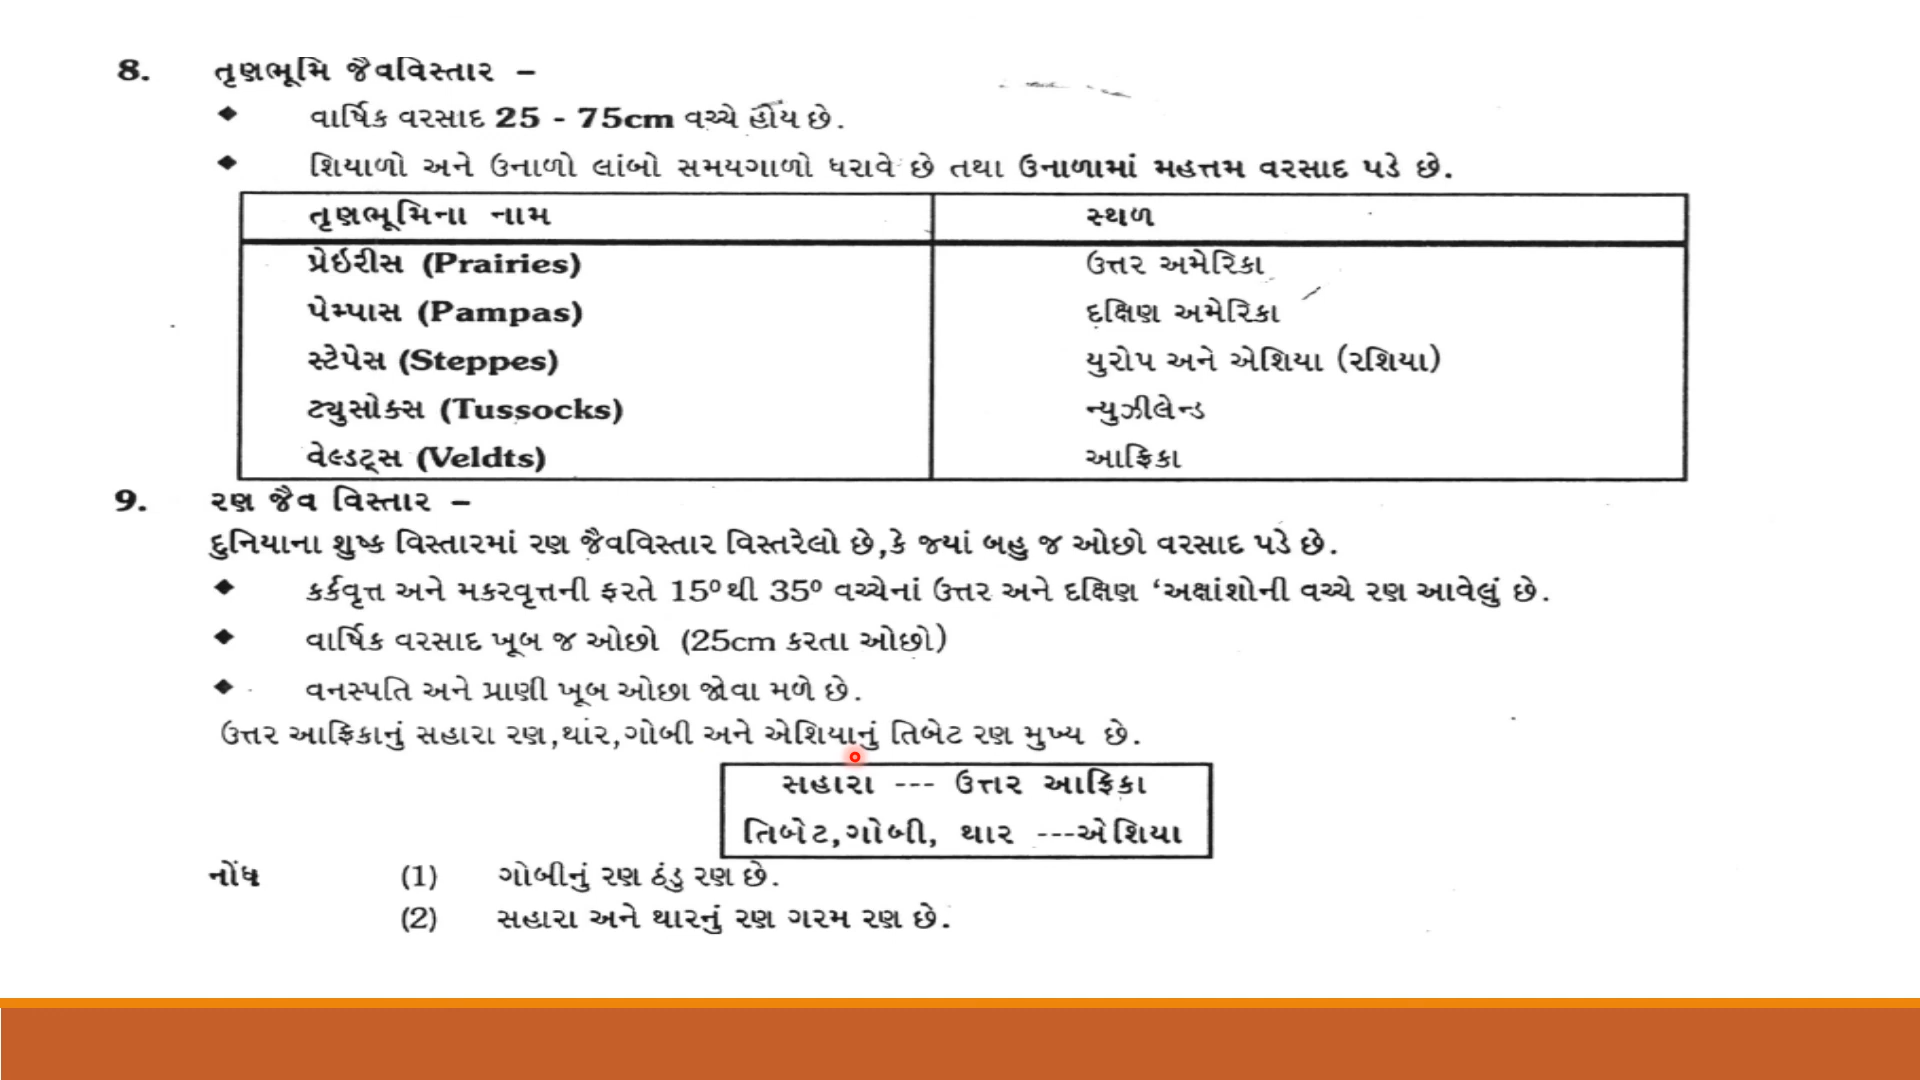 8. તૃણભૂમિ જૈવવિસ્તાર –
◆ વાર્ષિક વરસાદ 25 - 75cm વચ્ચે હોય છે.
◆ શિયાળો અને ઉનાળો લાંબો સમયગાળો ધરાવે છે તથા ઉનાળામાં મહત્તમ વરસાદ પડે છે.
તૃણભૂમિના નામ સ્થળ
પ્રેઇરીસ (Prairies) ઉત્તર અમેરિકા
પેમ્પાસ (Pampas) દક્ષિણ અમેરિકા
સ્ટેપેસ (Steppes) યુરોપ અને એશિયા (રશિયા)
ટ્યુસોક્સ (Tussocks) ન્યુઝીલેન્ડ
વેલ્ડટ્સ (Veldts) આફ્રિકા
9. રણ જૈવ વિસ્તાર –
દુનિયાના શુષ્ક વિસ્તારમાં રણ જૈવવિસ્તાર વિસ્તરેલો છે,કે જ્યાં બહુ જ ઓછો વરસાદ પડે છે.
◆ કર્કવૃત્ત અને મકરવૃત્તની ફરતે 15⁰થી 35⁰ વચ્ચેનાં ઉત્તર અને દક્ષિણ ‘અક્ષાંશોની વચ્ચે રણ આવેલું છે.
◆ વાર્ષિક વરસાદ ખૂબ જ ઓછો (25cm કરતા ઓછો)
◆ વનસ્પતિ અને પ્રાણી ખૂબ ઓછા જોવા મળે છે.
ઉત્તર આફ્રિકાનું સહારા રણ,થાર,ગોબી અને એશિયાનું તિબેટ રણ મુખ્ય છે.
સહારા --- ઉત્તર આફ્રિકા
તિબેટ,ગોબી, થાર ---એશિયા
નોંધ (1) ગોબીનું રણ ઠંડુ રણ છે.
(2) સહારા અને થારનું રણ ગરમ રણ છે.